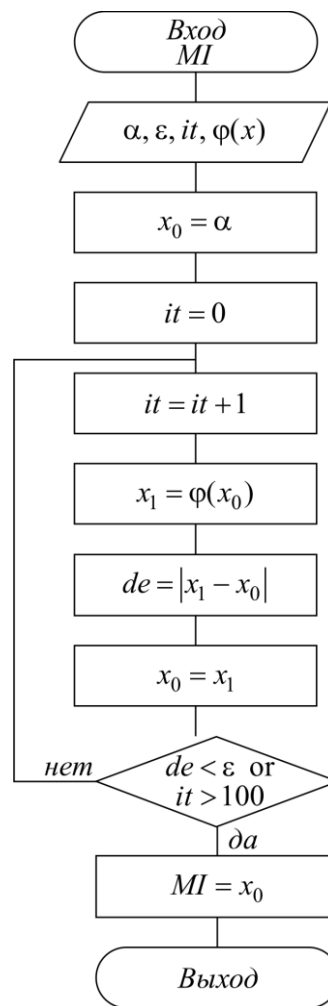 Вход
MI
α, ε, it, φ(x)
x₀ = α
it = 0
it = it + 1
x₁ = φ(x₀)
de = |x₁ − x₀|
x₀ = x₁
нет
de < ε or
it > 100
да
MI = x₀
Выход